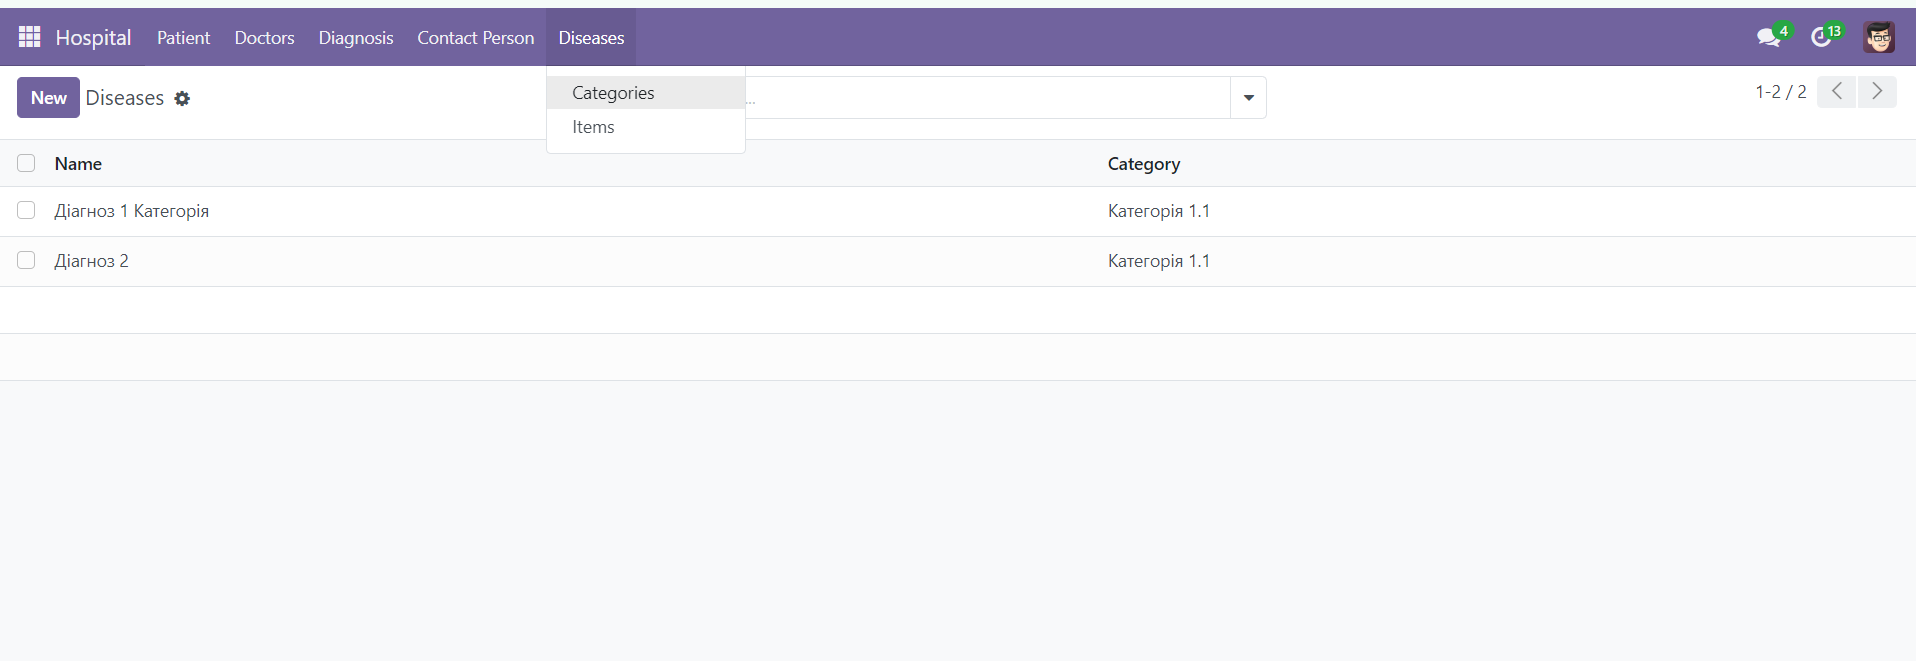 Hospital Patient Doctors Diagnosis Contact Person Diseases 4 13
New Diseases Categories ... 1-2 / 2
Items
Name Category
Діагноз 1 Категорія Категорія 1.1
Діагноз 2 Категорія 1.1